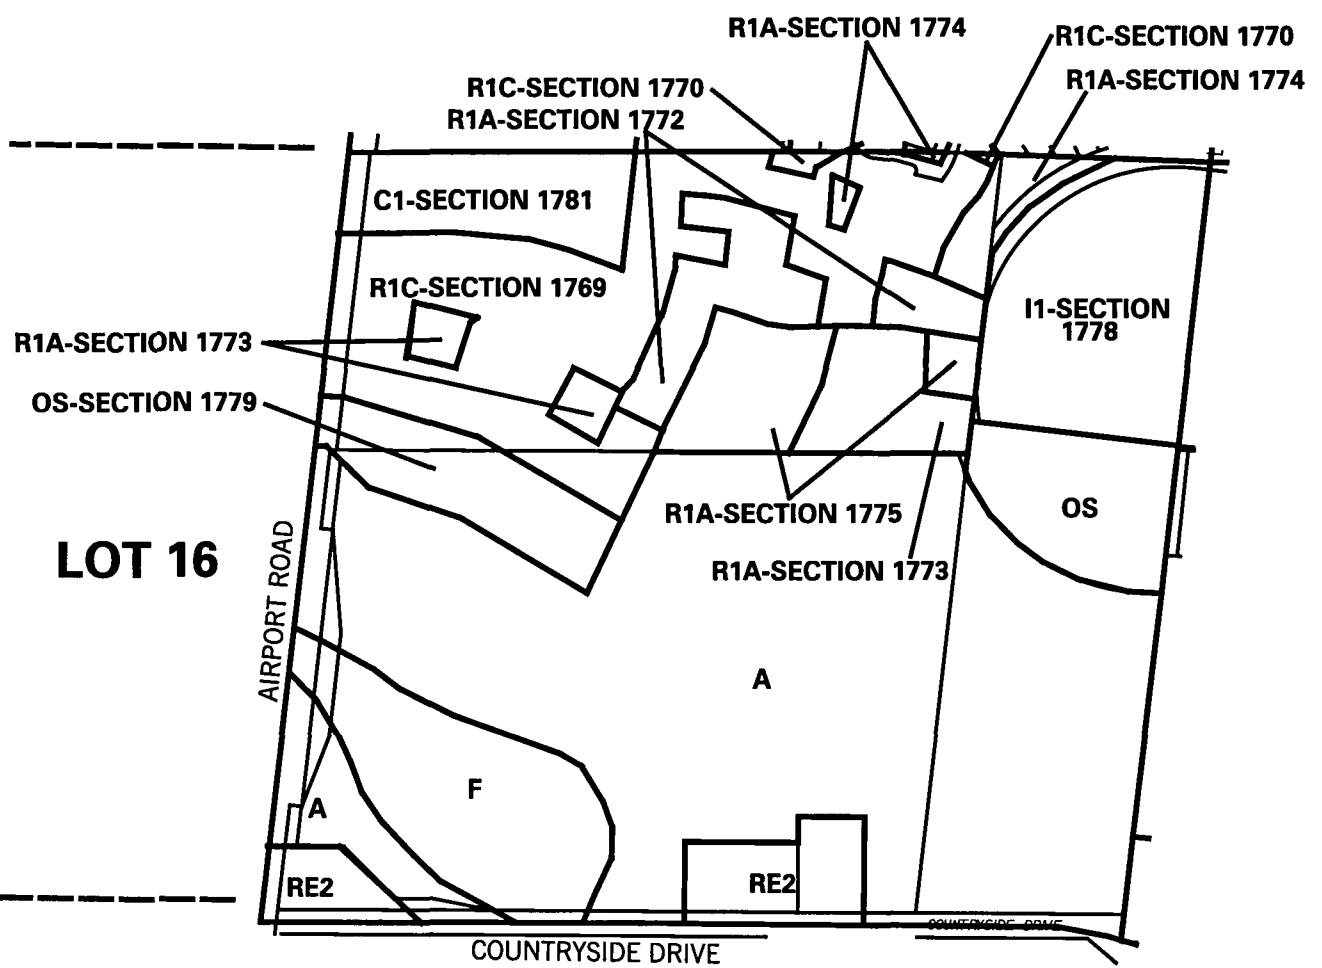 R1A-SECTION 1774
R1C-SECTION 1770
R1A-SECTION 1774
R1C-SECTION 1770
R1A-SECTION 1772
C1-SECTION 1781
R1C-SECTION 1769
I1-SECTION
1778
R1A-SECTION 1773
OS-SECTION 1779
OS
R1A-SECTION 1775
LOT 16
AIRPORT ROAD
R1A-SECTION 1773
A
F
A
RE2
RE2
COUNTRYSIDE DRIVE
COUNTRYSIDE DRIVE